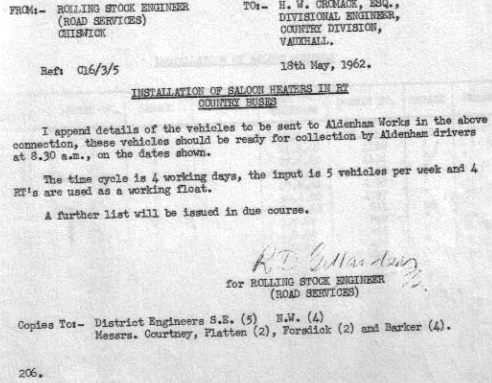 FROM:- ROLLING STOCK ENGINEER
(ROAD SERVICES)
CHISWICK
TO:- H. W. CROMACK, ESQ.,
DIVISIONAL ENGINEER,
COUNTRY DIVISION,
VAUXHALL.
Ref: C16/3/5
18th May, 1962.
INSTALLATION OF SALOON HEATERS IN RT
COUNTRY BUSES
I append details of the vehicles to be sent to Aldenham Works in the above
connection, these vehicles should be ready for collection by Aldenham drivers
at 8.30 a.m., on the dates shown.
The time cycle is 4 working days, the input is 5 vehicles per week and 4
RT's are used as a working float.
A further list will be issued in due course.
for ROLLING STOCK ENGINEER
(ROAD SERVICES)
Copies To:- District Engineers S.E. (5) N.W. (4)
Messrs. Courtney, Platten (2), Forsdick (2) and Barker (4).
206.